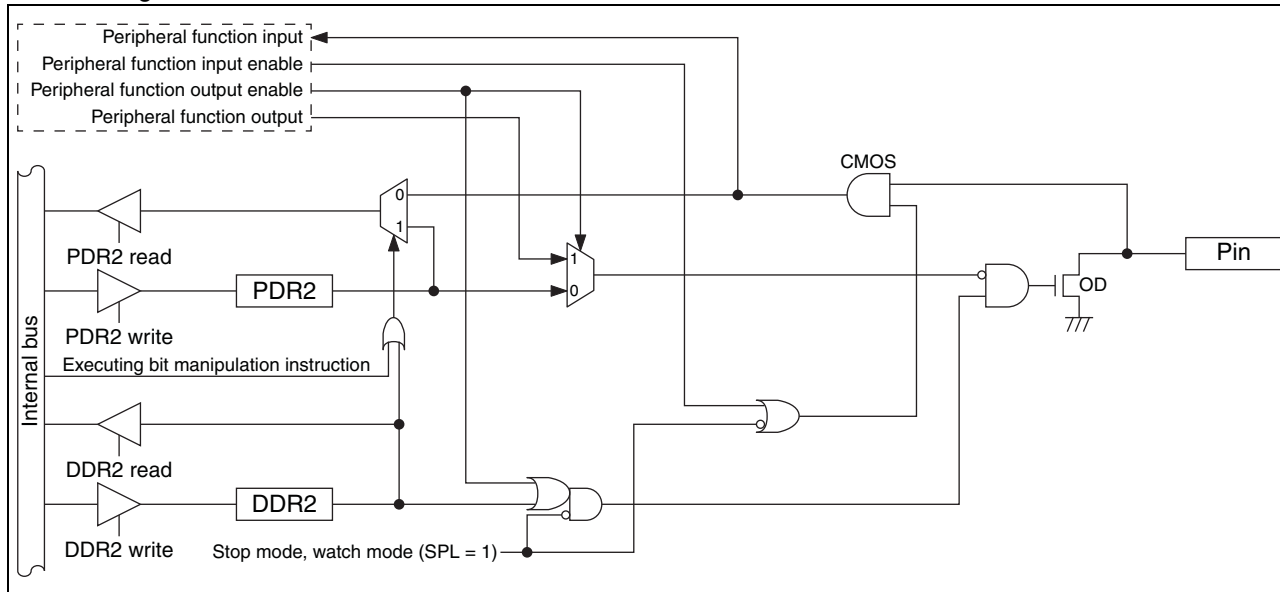 Peripheral function input
Peripheral function input enable
Peripheral function output enable
Peripheral function output
CMOS
0
1
PDR2 read
1
Pin
PDR2
0
OD
PDR2 write
Executing bit manipulation instruction
Internal bus
DDR2 read
DDR2
DDR2 write
Stop mode, watch mode (SPL = 1)